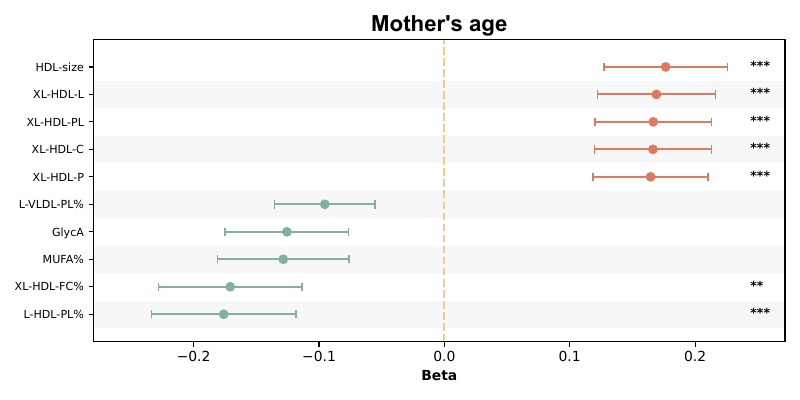 Mother's age
HDL-size ***
XL-HDL-L ***
XL-HDL-PL ***
XL-HDL-C ***
XL-HDL-P ***
L-VLDL-PL%
GlycA
MUFA%
XL-HDL-FC% **
L-HDL-PL% ***
−0.2 −0.1 0.0 0.1 0.2
Beta